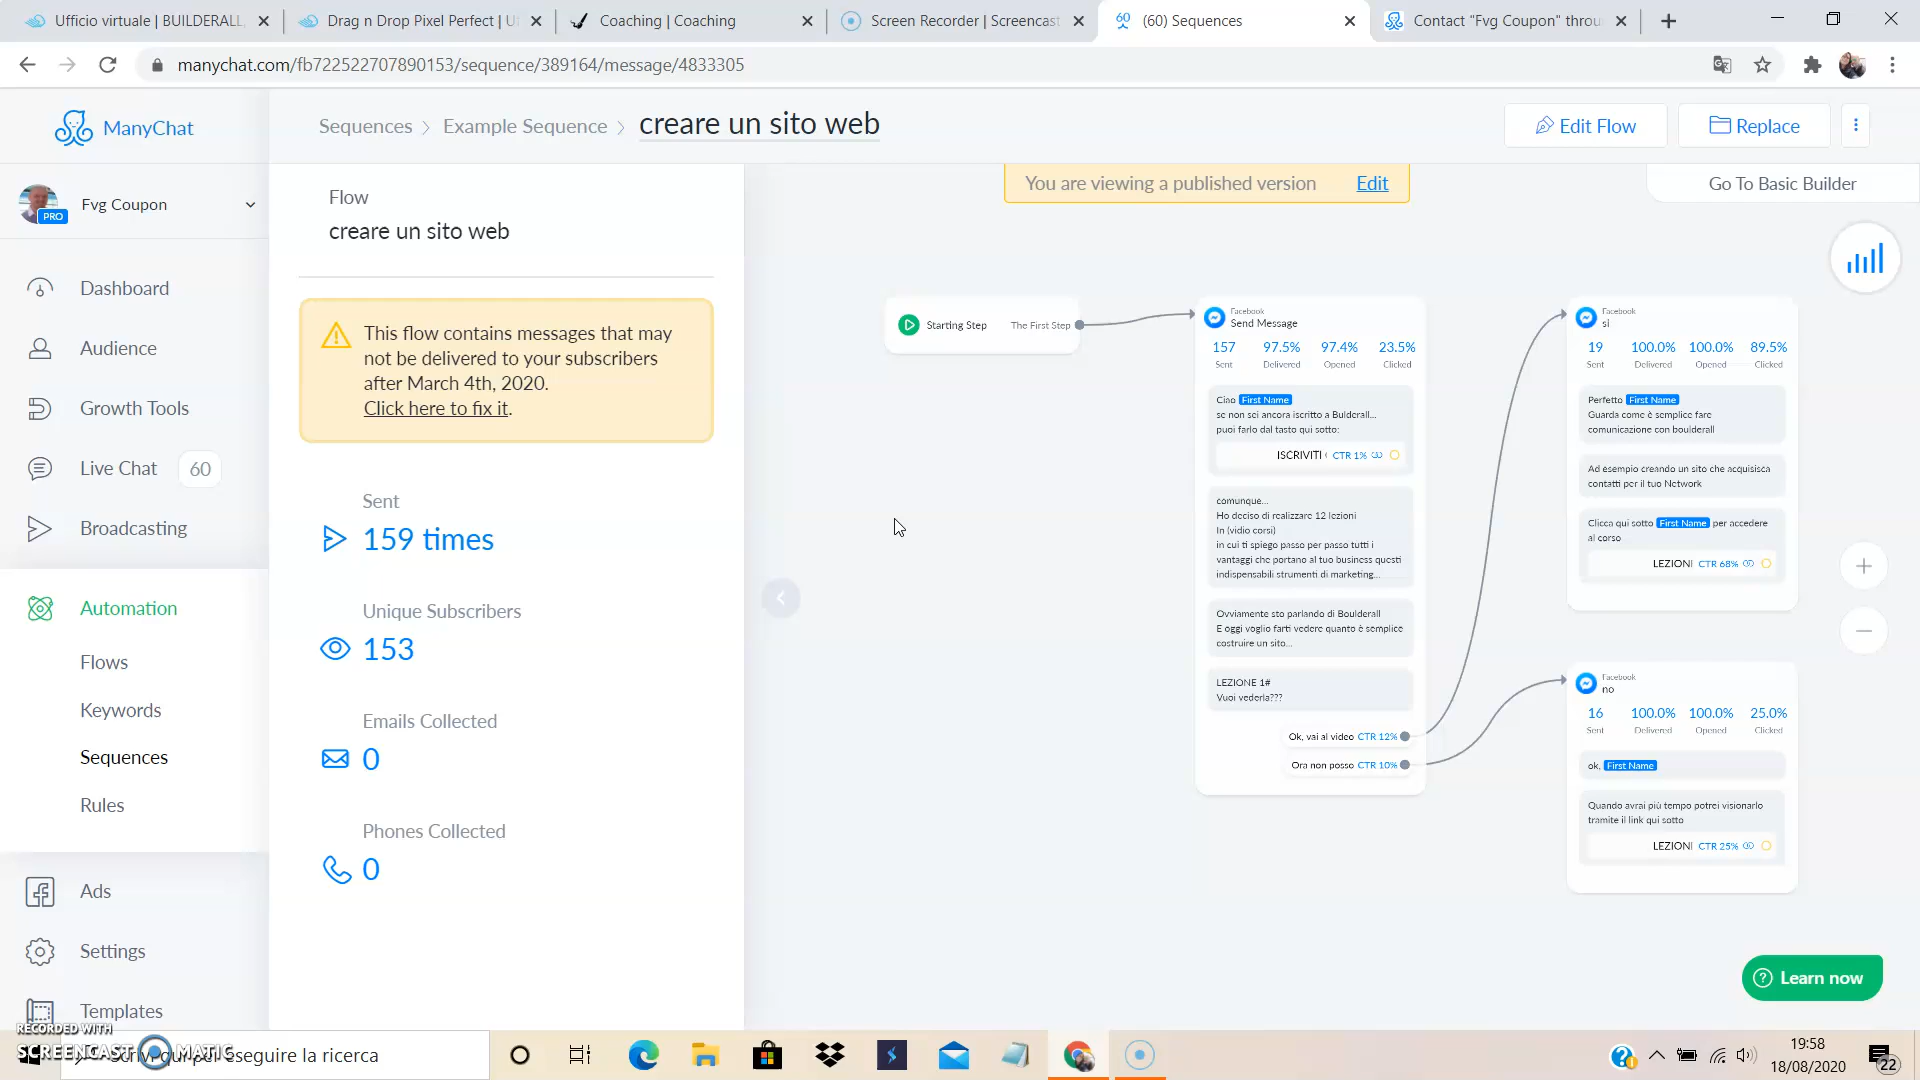 Ufficio virtuale | BUILDERALL
Drag n Drop Pixel Perfect | U
Coaching | Coaching
Screen Recorder | Screencast
(60) Sequences
Contact "Fvg Coupon" throu
manychat.com/fb722522707890153/sequence/389164/message/4833305
ManyChat
Sequences
Example Sequence
creare un sito web
Edit Flow
Replace
PRO
Fvg Coupon
Dashboard
Audience
Growth Tools
Live Chat
60
Broadcasting
Automation
Flows
Keywords
Sequences
Rules
Ads
Settings
Templates
Flow
creare un sito web
This flow contains messages that may
not be delivered to your subscribers
after March 4th, 2020.
Click here to fix it.
Sent
159 times
Unique Subscribers
153
Emails Collected
0
Phones Collected
0
You are viewing a published version
Edit
Go To Basic Builder
Starting Step
The First Step
Facebook
Send Message
157 97.5% 97.4% 23.5%
Sent Delivered Opened Clicked
Ciao First Name
se non sei ancora iscritto a Bulderall...
puoi farlo dal tasto qui sotto:
ISCRIVITI CTR 1%
comunque...
Ho deciso di realizzare 12 lezioni
In (vidio corsi)
in cui ti spiego passo per passo tutti i
vantaggi che portano al tuo business questi
indispensabili strumenti di marketing...
Ovviamente sto parlando di Boulderall
E oggi voglio farti vedere quanto è semplice
costruire un sito...
LEZIONE 1#
Vuoi vederla???
Ok, vai al video CTR 12%
Ora non posso CTR 10%
Facebook
si
19 100.0% 100.0% 89.5%
Sent Delivered Opened Clicked
Perfetto First Name
Guarda come è semplice fare
comunicazione con boulderall
Ad esempio creando un sito che acquisisca
contatti per il tuo Network
Clicca qui sotto First Name per accedere
al corso
LEZIONI CTR 68%
Facebook
no
16 100.0% 100.0% 25.0%
Sent Delivered Opened Clicked
ok, First Name
Quando avrai più tempo potrei visionarlo
tramite il link qui sotto
LEZIONI CTR 25%
Learn now
RECORDED WITH
SCREENCAST MATIC
Scrivi qui per eseguire la ricerca
19:58
18/08/2020
22